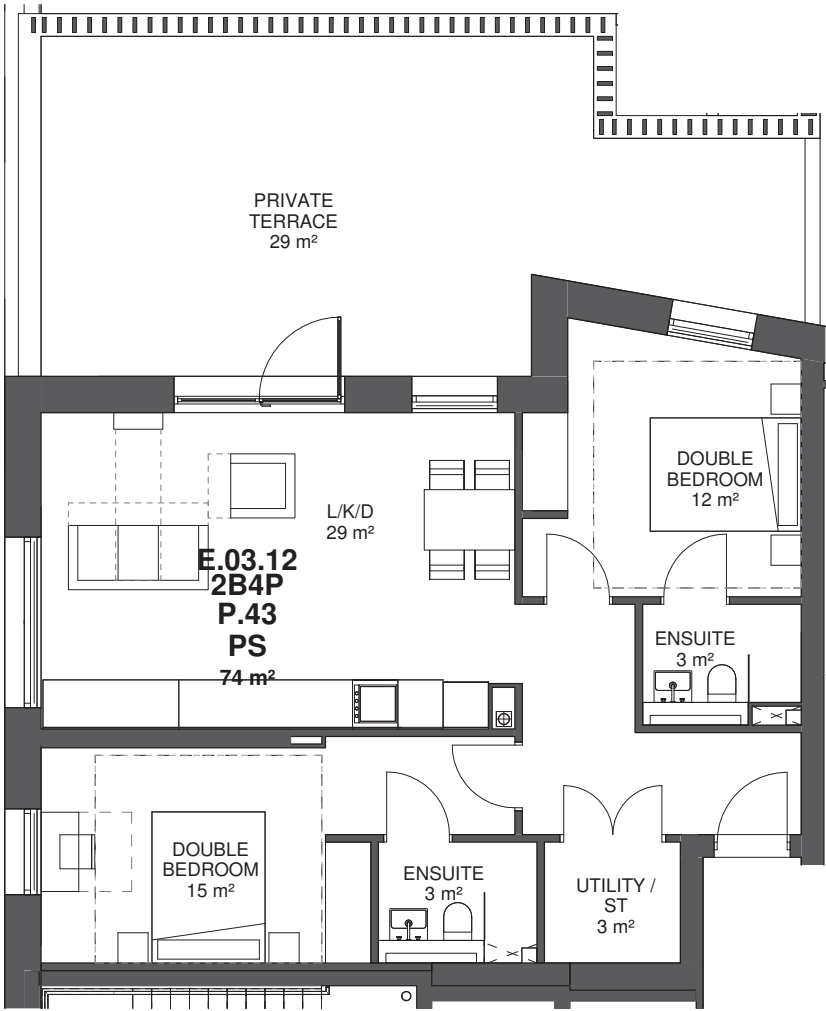 PRIVATE
TERRACE
29 m²
DOUBLE
BEDROOM
12 m²
L/K/D
29 m²
E.03.12
2B4P
P.43
PS
74 m²
ENSUITE
3 m²
DOUBLE
BEDROOM
15 m²
ENSUITE
3 m²
UTILITY /
ST
3 m²